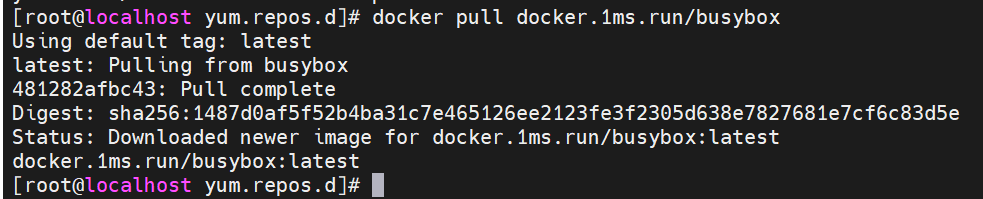 [root@localhost yum.repos.d]# docker pull docker.1ms.run/busybox
Using default tag: latest
latest: Pulling from busybox
481282afbc43: Pull complete
Digest: sha256:1487d0af5f52b4ba31c7e465126ee2123fe3f2305d638e7827681e7cf6c83d5e
Status: Downloaded newer image for docker.1ms.run/busybox:latest
docker.1ms.run/busybox:latest
[root@localhost yum.repos.d]#